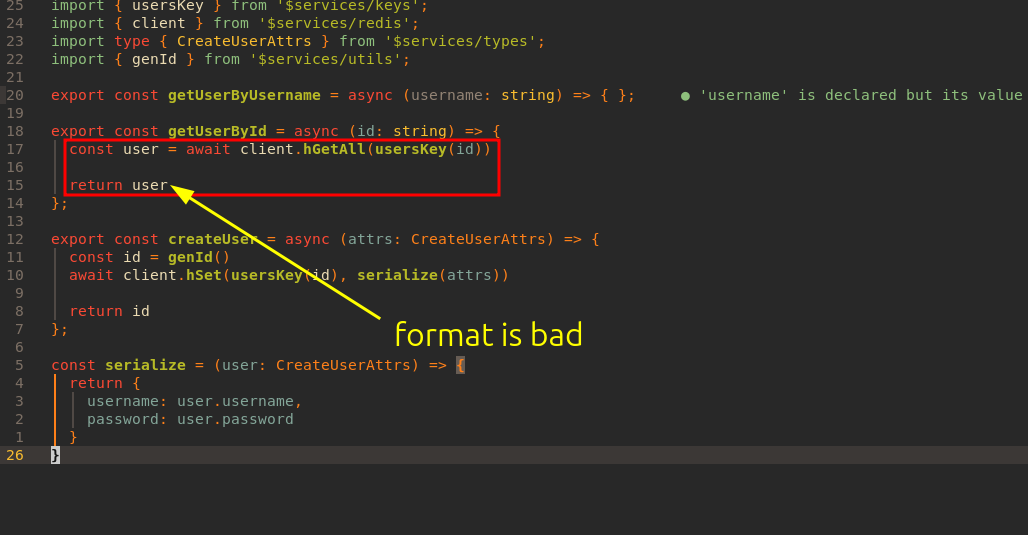 25 import { usersKey } from '$services/keys';
24 import { client } from '$services/redis';
23 import type { CreateUserAttrs } from '$services/types';
22 import { genId } from '$services/utils';
21
20 export const getUserByUsername = async (username: string) => { }; ● 'username' is declared but its value
19
18 export const getUserById = async (id: string) => {
17 const user = await client.hGetAll(usersKey(id))
16
15 return user
14 };
13
12 export const createUser = async (attrs: CreateUserAttrs) => {
11 const id = genId()
10 await client.hSet(usersKey(id), serialize(attrs))
9
8 return id
format is bad
7 };
6
5 const serialize = (user: CreateUserAttrs) => {
4 return {
3 username: user.username,
2 password: user.password
1 }
26 }